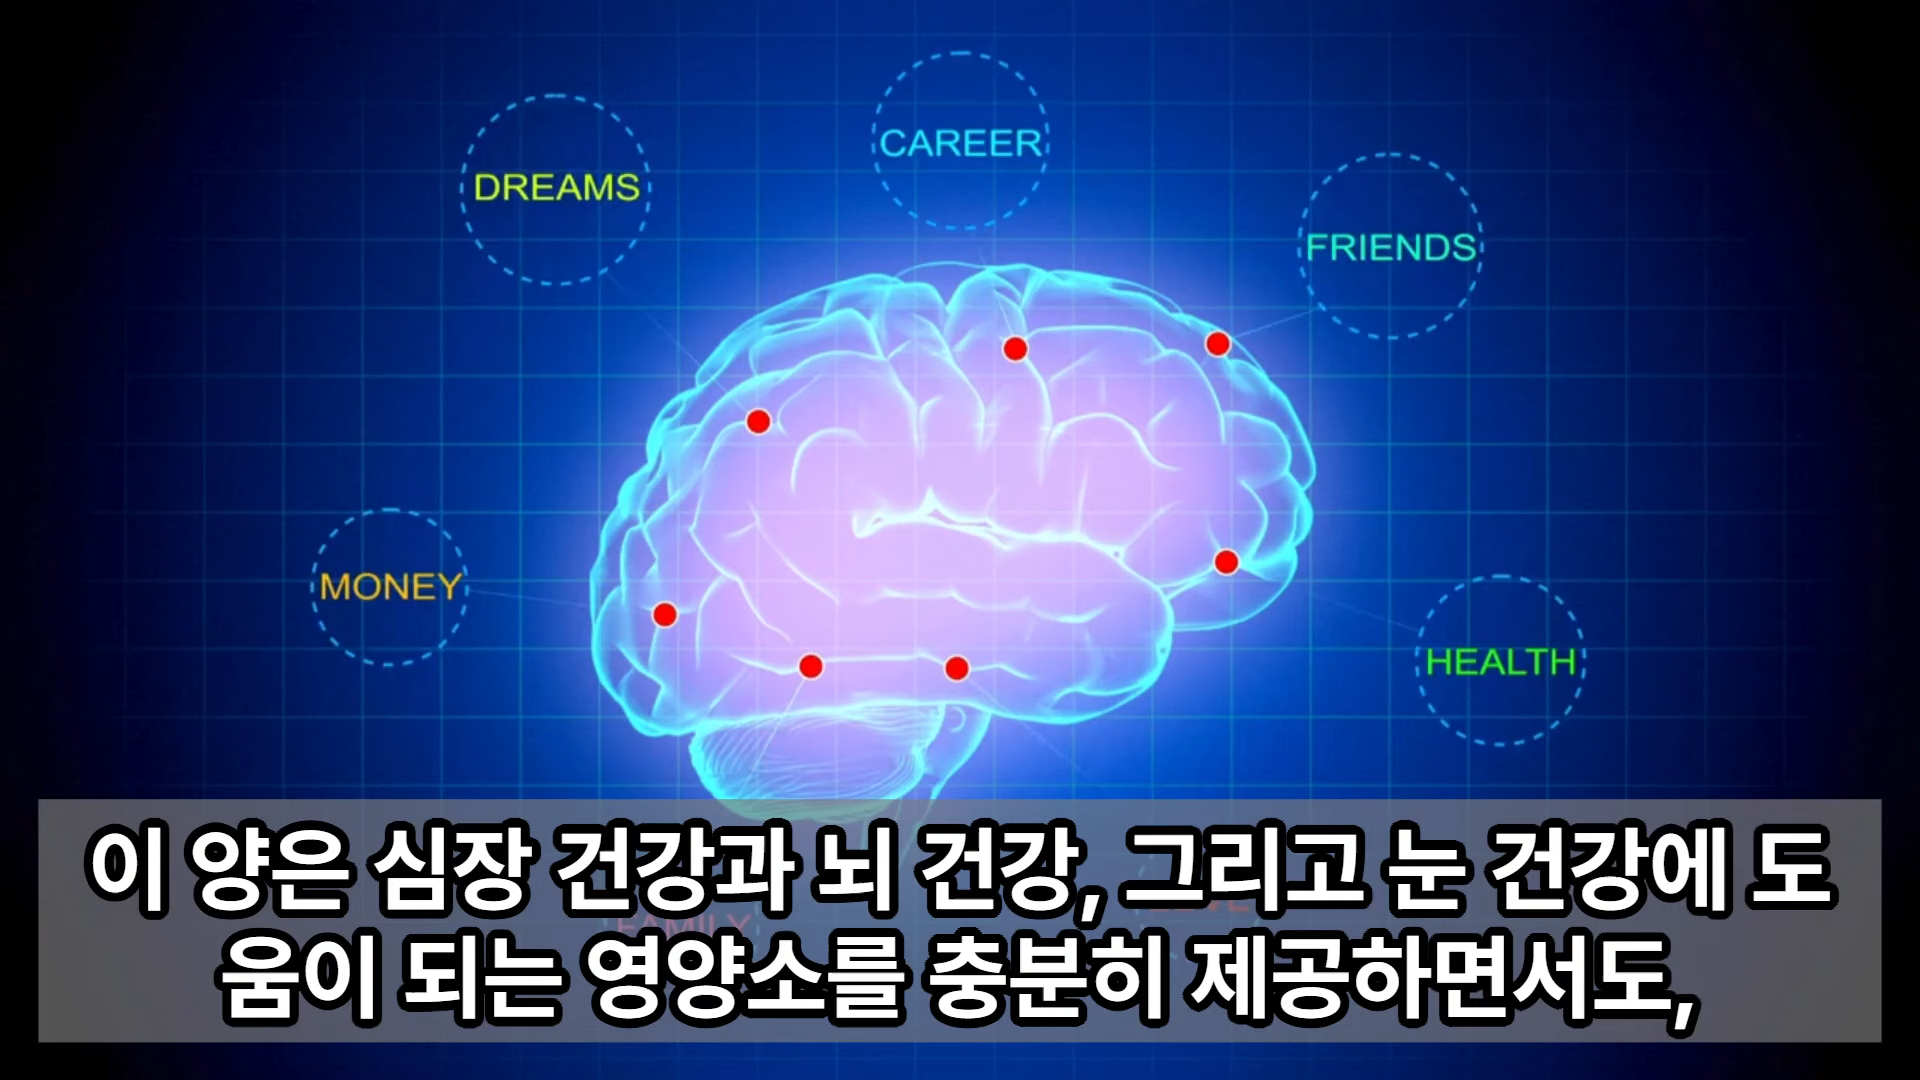 CAREER
DREAMS
FRIENDS
MONEY
HEALTH
이 양은 심장 건강과 뇌 건강, 그리고 눈 건강에 도
움이 되는 영양소를 충분히 제공하면서도,
FAMILY